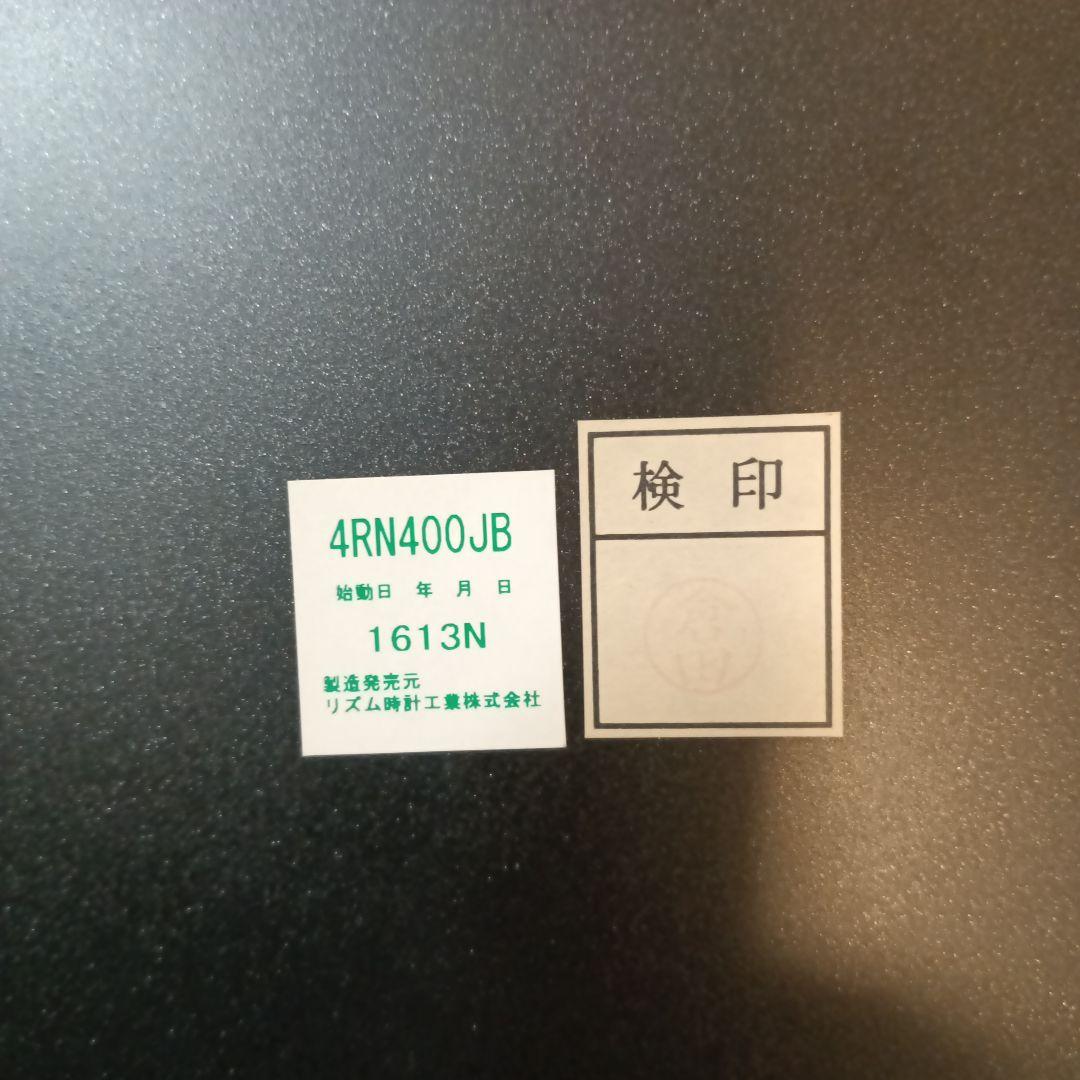 4RN400JB
始動日 年 月 日
1613N
製造発売元
リズム時計工業株式会社
検 印